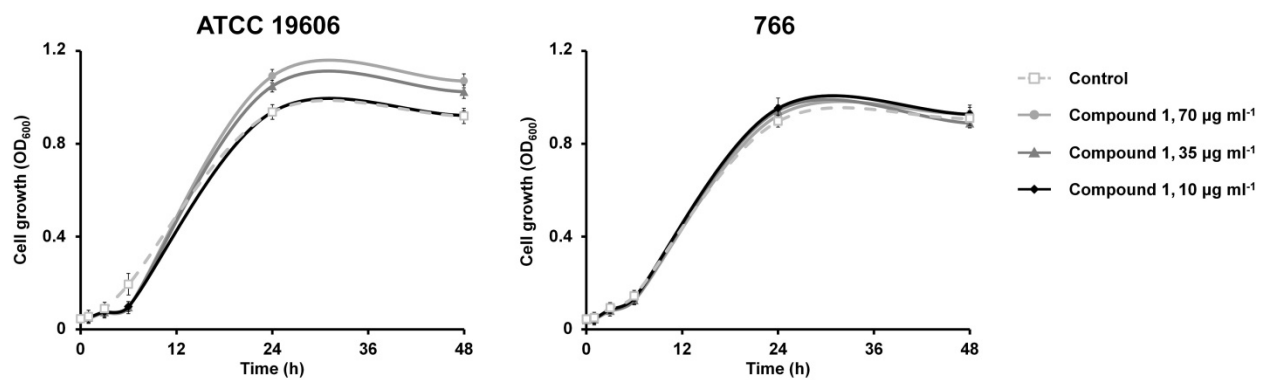 ATCC 19606
766
1.2
0.8
0.4
0
Cell growth (OD600)
0 12 24 36 48
Time (h)
1.2
0.8
0.4
0
Cell growth (OD600)
0 12 24 36 48
Time (h)
Control
Compound 1, 70 µg ml-1
Compound 1, 35 µg ml-1
Compound 1, 10 µg ml-1